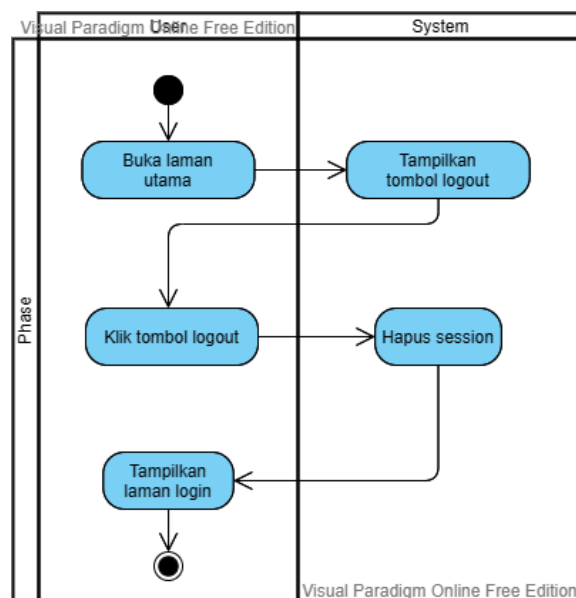 Visual Paradigm Online Free Edition
User
System
Phase
Buka laman
utama
Tampilkan
tombol logout
Klik tombol logout
Hapus session
Tampilkan
laman login
Visual Paradigm Online Free Edition